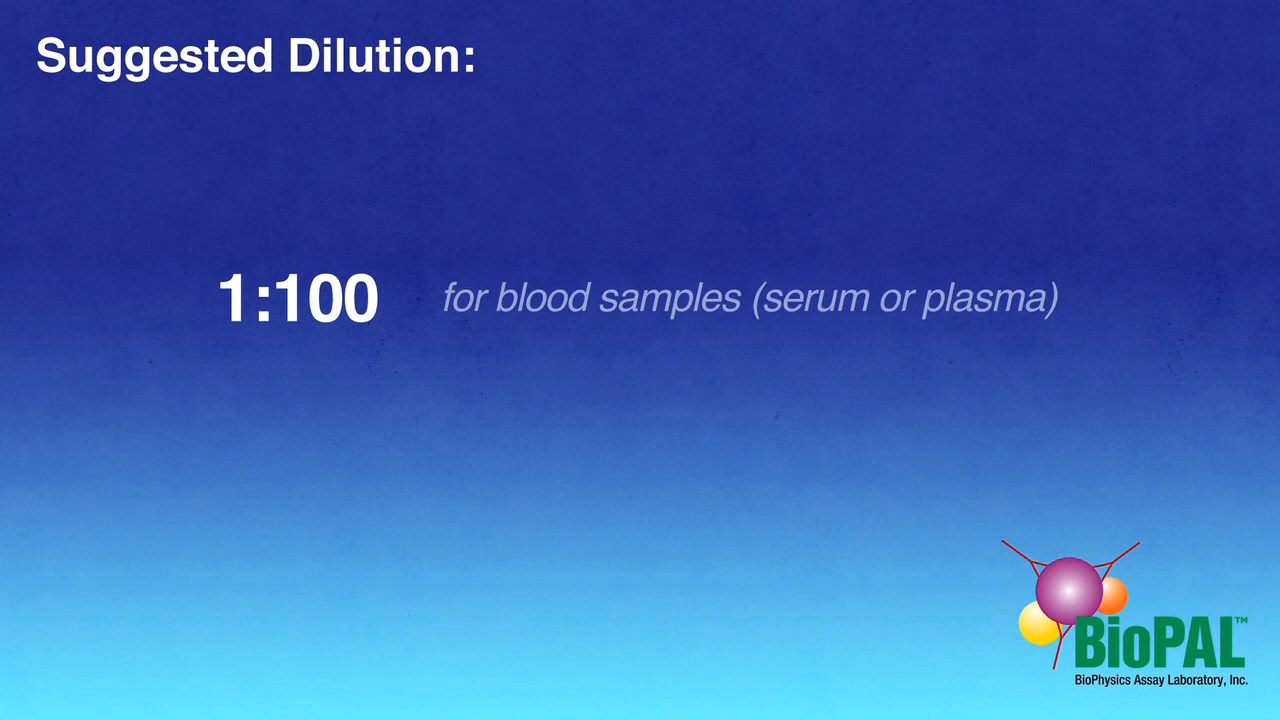 Suggested Dilution:
1:100 for blood samples (serum or plasma)
BioPAL™
BioPhysics Assay Laboratory, Inc.